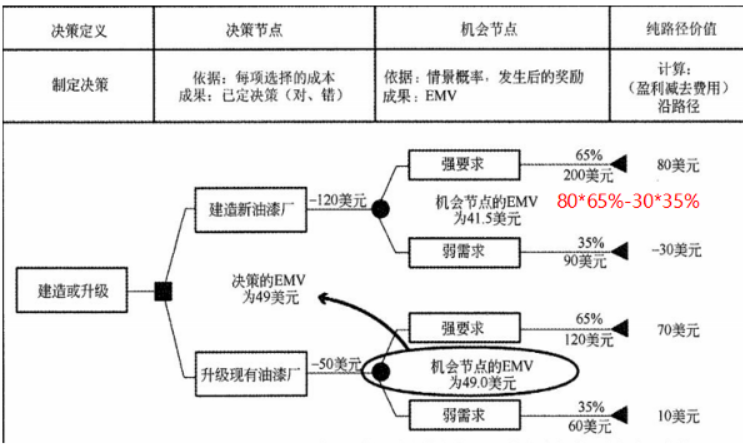 决策定义
决策节点
机会节点
纯路径价值
制定决策
依据：每项选择的成本
成果：已定决策（对、错）
依据：情景概率，发生后的奖励
成果：EMV
计算：
（盈利减去费用）
沿路径
强要求
65%
200美元
80美元
建造新油漆厂
-120美元
机会节点的EMV
为41.5美元
80*65%-30*35%
弱需求
35%
90美元
-30美元
建造或升级
决策的EMV
为49美元
强要求
65%
120美元
70美元
升级现有油漆厂
-50美元
机会节点的EMV
为49.0美元
弱需求
35%
60美元
10美元